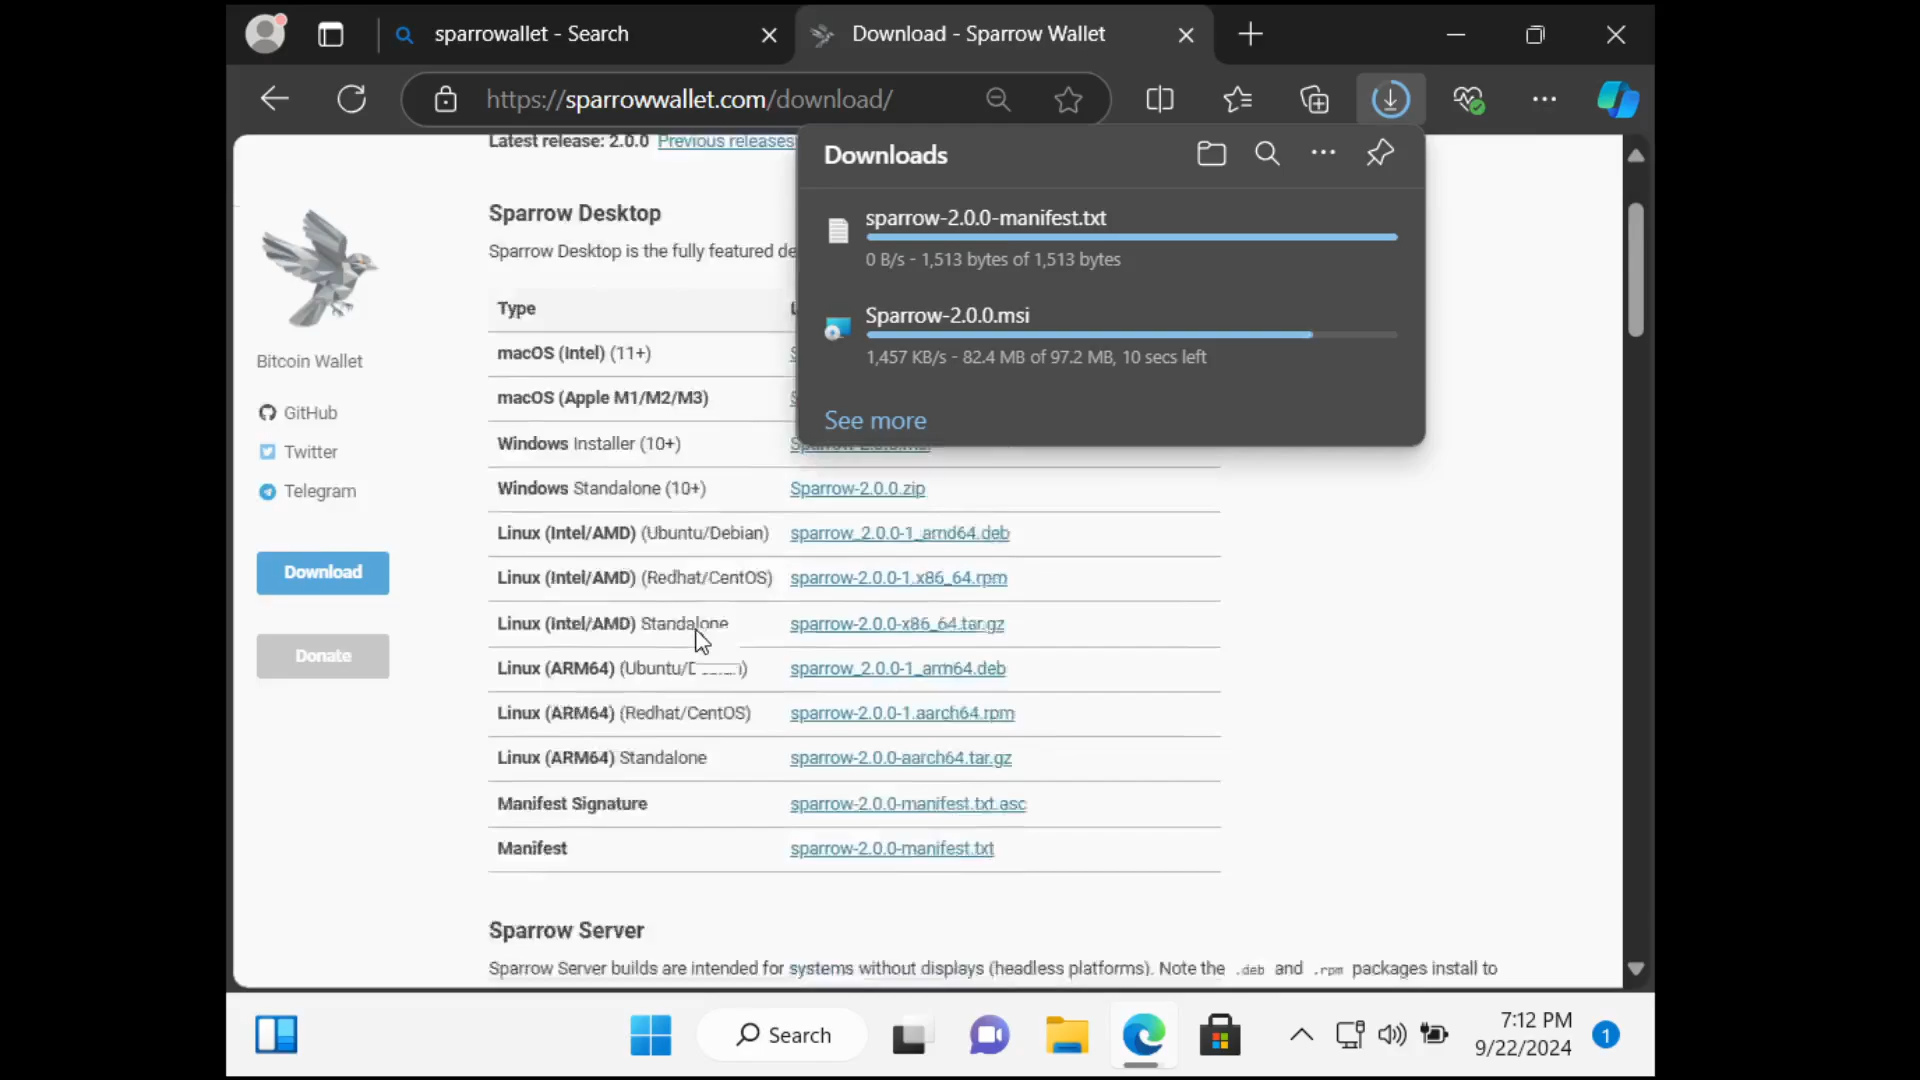 sparrowallet - Search
Download - Sparrow Wallet
https://sparrowwallet.com/download/
Latest release: 2.0.0 Previous releases
Downloads
sparrow-2.0.0-manifest.txt
0 B/s - 1,513 bytes of 1,513 bytes
Sparrow-2.0.0.msi
1,457 KB/s - 82.4 MB of 97.2 MB, 10 secs left
See more
Bitcoin Wallet
GitHub
Twitter
Telegram
Download
Donate
Sparrow Desktop
Sparrow Desktop is the fully featured de
Type
macOS (Intel) (11+)
macOS (Apple M1/M2/M3)
Windows Installer (10+)
Windows Standalone (10+) Sparrow-2.0.0.zip
Linux (Intel/AMD) (Ubuntu/Debian) sparrow_2.0.0-1_amd64.deb
Linux (Intel/AMD) (Redhat/CentOS) sparrow-2.0.0-1.x86_64.rpm
Linux (Intel/AMD) Standalone sparrow-2.0.0-x86_64.tar.gz
Linux (ARM64) (Ubuntu/ sparrow_2.0.0-1_arm64.deb
Linux (ARM64) (Redhat/CentOS) sparrow-2.0.0-1.aarch64.rpm
Linux (ARM64) Standalone sparrow-2.0.0-aarch64.tar.gz
Manifest Signature sparrow-2.0.0-manifest.txt.asc
Manifest sparrow-2.0.0-manifest.txt
Sparrow Server
Sparrow Server builds are intended for systems without displays (headless platforms). Note the .deb and .rpm packages install to
Search
7:12 PM
9/22/2024
1